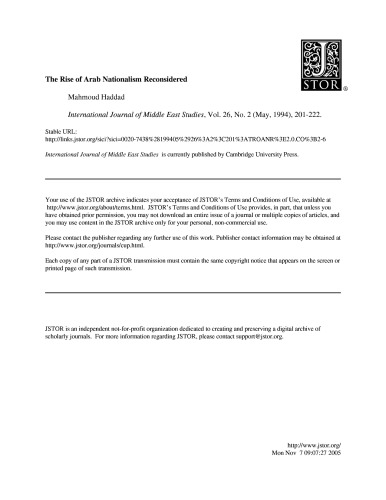 JSTOR
®
The Rise of Arab Nationalism Reconsidered
Mahmoud Haddad
International Journal of Middle East Studies, Vol. 26, No. 2 (May, 1994), 201-222.
Stable URL:
http://links.jstor.org/sici?sici=0020-7438%28199405%2926%3A2%3C201%3ATROANR%3E2.0.CO%3B2-6
International Journal of Middle East Studies is currently published by Cambridge University Press.
Your use of the JSTOR archive indicates your acceptance of JSTOR's Terms and Conditions of Use, available at
http://www.jstor.org/about/terms.html. JSTOR's Terms and Conditions of Use provides, in part, that unless you
have obtained prior permission, you may not download an entire issue of a journal or multiple copies of articles, and
you may use content in the JSTOR archive only for your personal, non-commercial use.
Please contact the publisher regarding any further use of this work. Publisher contact information may be obtained at
http://www.jstor.org/journals/cup.html.
Each copy of any part of a JSTOR transmission must contain the same copyright notice that appears on the screen or
printed page of such transmission.
JSTOR is an independent not-for-profit organization dedicated to creating and preserving a digital archive of
scholarly journals. For more information regarding JSTOR, please contact support@jstor.org.
http://www.jstor.org/
Mon Nov 7 09:07:27 2005